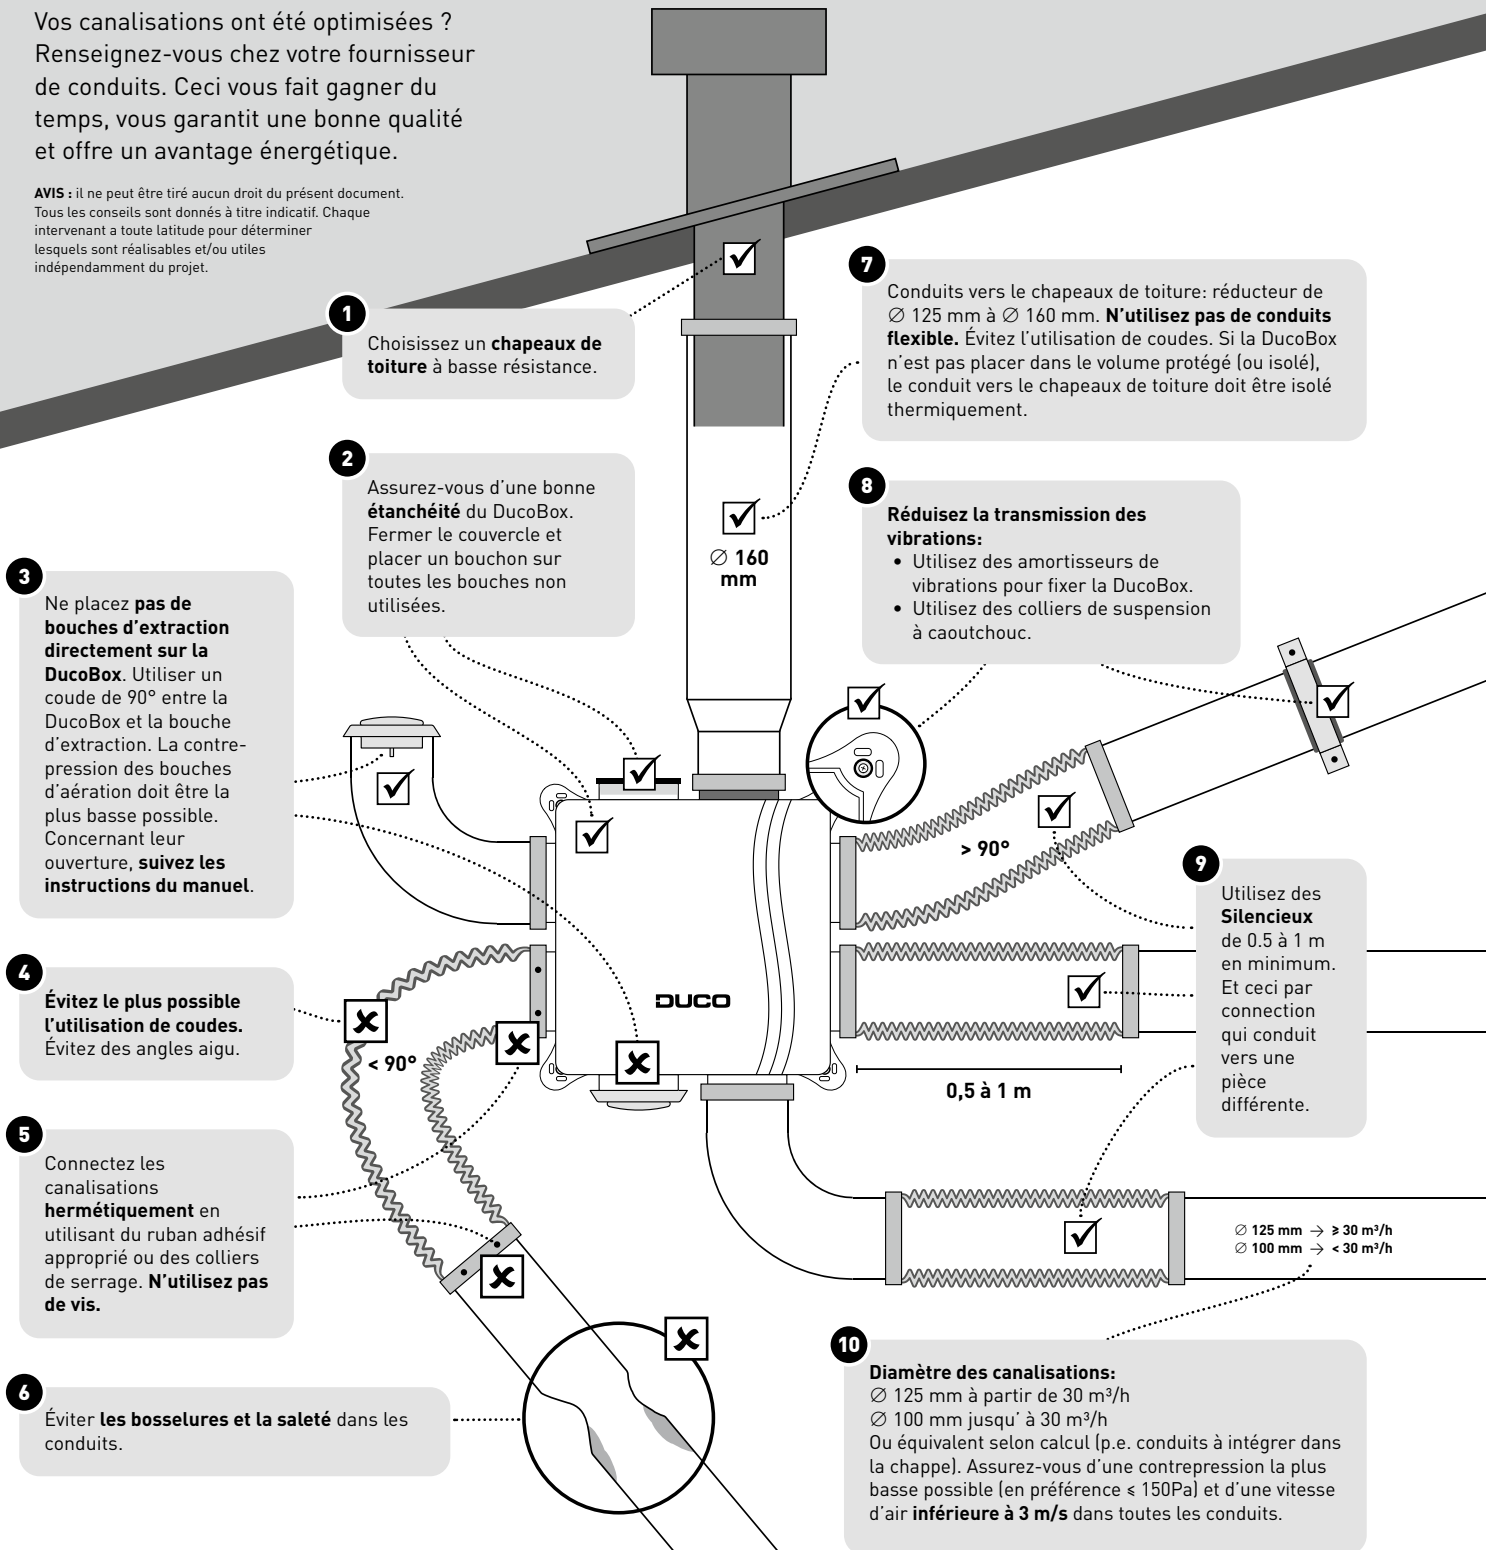 Vos canalisations ont été optimisées ?
Renseignez-vous chez votre fournisseur
de conduits. Ceci vous fait gagner du
temps, vous garantit une bonne qualité
et offre un avantage énergétique.
AVIS : il ne peut être tiré aucun droit du présent document.
Tous les conseils sont donnés à titre indicatif. Chaque
intervenant a toute latitude pour déterminer
lesquels sont réalisables et/ou utiles
indépendamment du projet.
1
Choisissez un chapeaux de
toiture à basse résistance.
2
Assurez-vous d'une bonne
étanchéité du DucoBox.
Fermer le couvercle et
placer un bouchon sur
toutes les bouches non
utilisées.
3
Ne placez pas de
bouches d'extraction
directement sur la
DucoBox. Utiliser un
coude de 90° entre la
DucoBox et la bouche
d'extraction. La contre-
pression des bouches
d'aération doit être la
plus basse possible.
Concernant leur
ouverture, suivez les
instructions du manuel.
4
Évitez le plus possible
l'utilisation de coudes.
Évitez des angles aigu.
5
Connectez les
canalisations
hermétiquement en
utilisant du ruban adhésif
approprié ou des colliers
de serrage. N'utilisez pas
de vis.
6
Éviter les bosselures et la saleté dans les
conduits.
7
Conduits vers le chapeaux de toiture: réducteur de
∅ 125 mm à ∅ 160 mm. N'utilisez pas de conduits
flexible. Évitez l'utilisation de coudes. Si la DucoBox
n'est pas placer dans le volume protégé (ou isolé),
le conduit vers le chapeaux de toiture doit être isolé
thermiquement.
8
Réduisez la transmission des
vibrations:
• Utilisez des amortisseurs de
vibrations pour fixer la DucoBox.
• Utilisez des colliers de suspension
à caoutchouc.
9
Utilisez des
Silencieux
de 0.5 à 1 m
en minimum.
Et ceci par
connection
qui conduit
vers une
pièce
différente.
10
Diamètre des canalisations:
∅ 125 mm à partir de 30 m³/h
∅ 100 mm jusqu' à 30 m³/h
Ou équivalent selon calcul (p.e. conduits à intégrer dans
la chappe). Assurez-vous d'une contrepression la plus
basse possible (en préférence ≤ 150Pa) et d'une vitesse
d'air inférieure à 3 m/s dans toutes les conduits.
∅ 160
mm
> 90°
< 90°
DUCO
0,5 à 1 m
∅ 125 mm → ≥ 30 m³/h
∅ 100 mm → < 30 m³/h